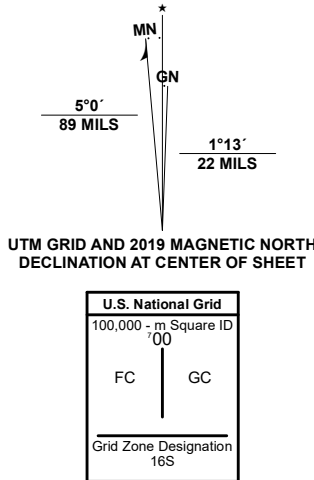 ★
MN
GN
5°0´
89 MILS
1°13´
22 MILS
UTM GRID AND 2019 MAGNETIC NORTH
DECLINATION AT CENTER OF SHEET
U.S. National Grid
100,000 - m Square ID
⁷00
FC GC
Grid Zone Designation
16S